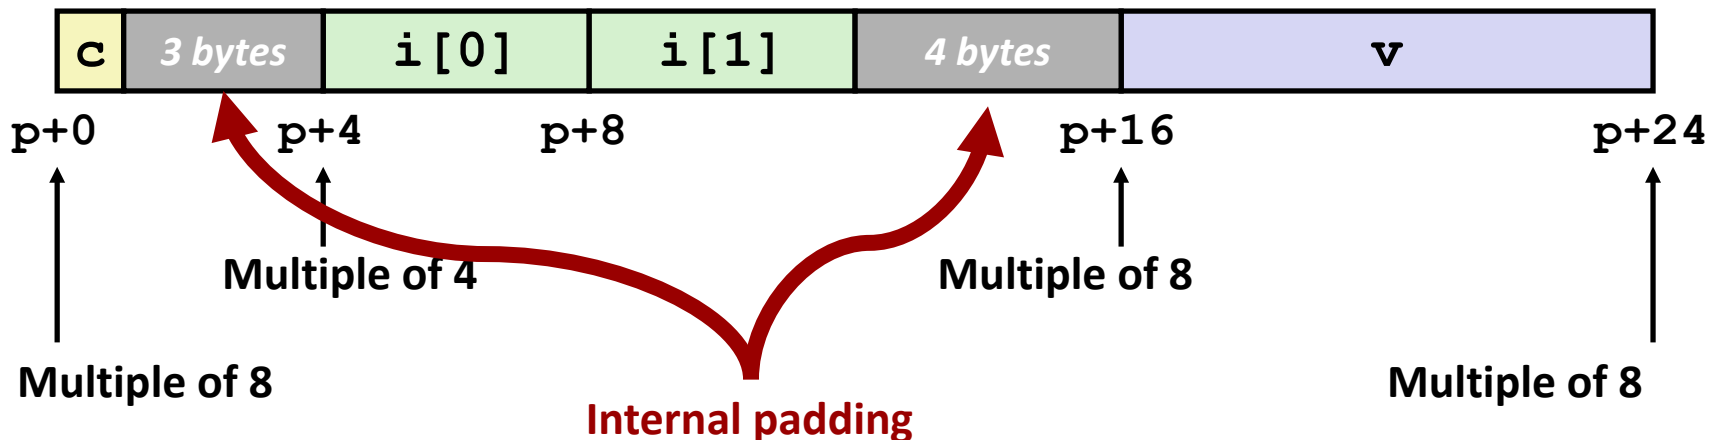 c 3 bytes i[0] i[1] 4 bytes v
p+0 p+4 p+8 p+16 p+24
Multiple of 4 Multiple of 8
Multiple of 8 Multiple of 8
Internal padding